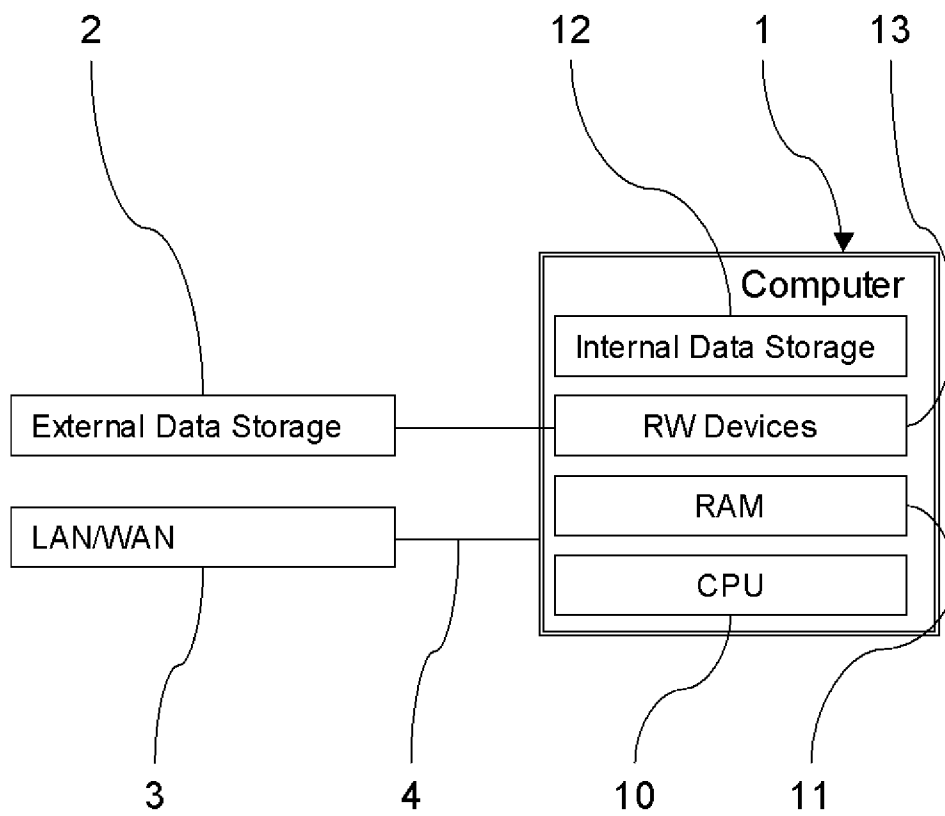 2
12
1
13
Computer
Internal Data Storage
External Data Storage
RW Devices
RAM
LAN/WAN
CPU
3
4
10
11